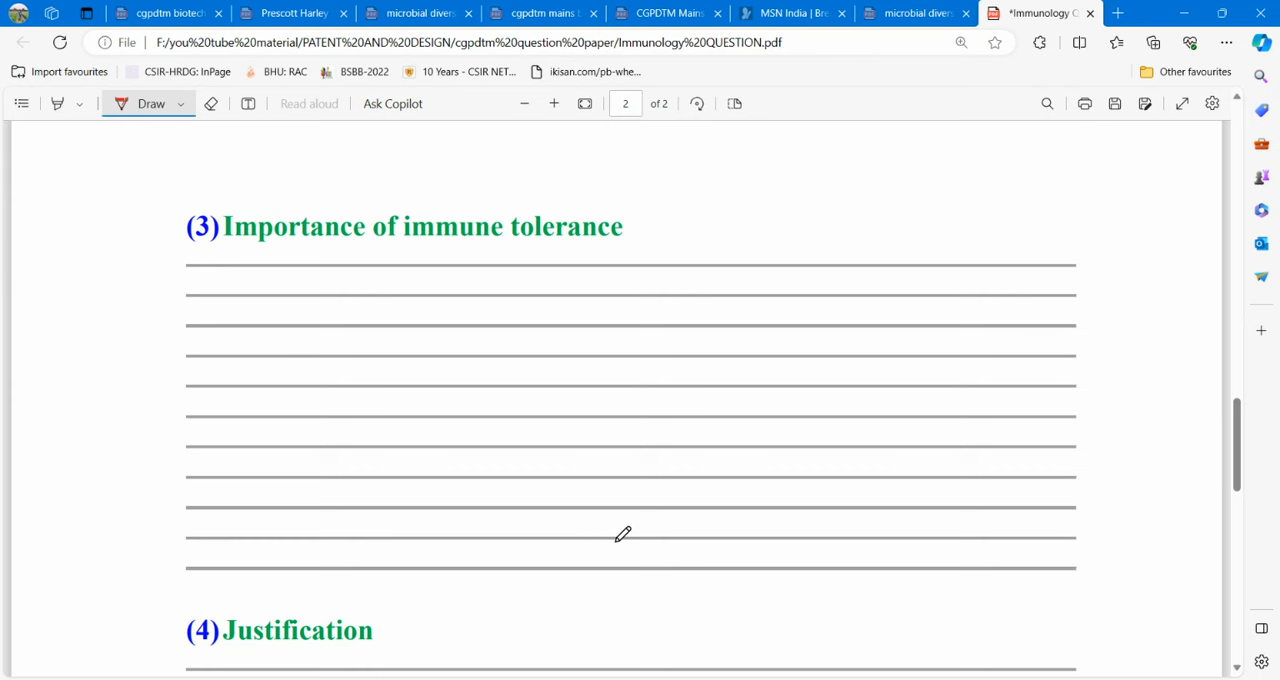 cgpdtm biotech
Prescott Harley
microbial divers
cgpdtm mains
CGPDTM Mains
MSN India | Bre
microbial divers
*Immunology
File
F:/you%20tube%20material/PATENT%20AND%20DESIGN/cgpdtm%20question%20paper/Immunology%20QUESTION.pdf
Import favourites
CSIR-HRDG: InPage
BHU: RAC
BSBB-2022
10 Years - CSIR NET...
ikisan.com/pb-whe...
Other favourites
Draw
Read aloud
Ask Copilot
2
of 2
(3) Importance of immune tolerance
(4) Justification